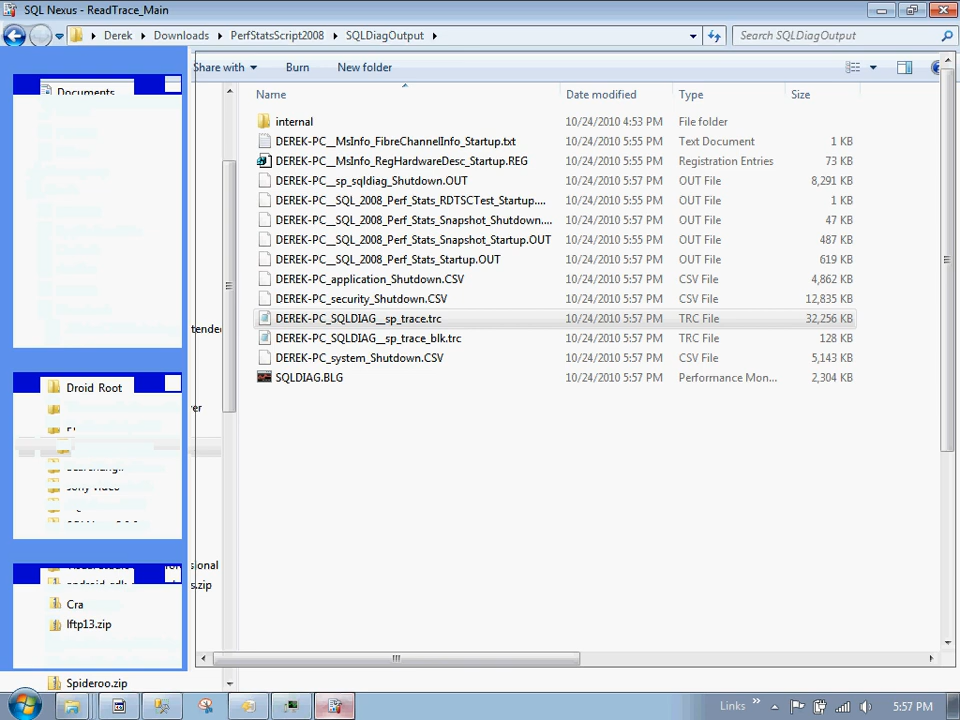 SQL Nexus - ReadTrace_Main
Derek Downloads PerfStatsScript2008 SQLDiagOutput
Search SQLDiagOutput
Share with Burn New folder
Name Date modified Type Size
internal 10/24/2010 4:53 PM File folder
DEREK-PC__MsInfo_FibreChannelInfo_Startup.txt 10/24/2010 5:55 PM Text Document 1 KB
DEREK-PC__MsInfo_RegHardwareDesc_Startup.REG 10/24/2010 5:55 PM Registration Entries 73 KB
DEREK-PC__sp_sqldiag_Shutdown.OUT 10/24/2010 5:57 PM OUT File 8,291 KB
DEREK-PC__SQL_2008_Perf_Stats_RDTSCTest_Startup.... 10/24/2010 5:55 PM OUT File 1 KB
DEREK-PC__SQL_2008_Perf_Stats_Snapshot_Shutdown.... 10/24/2010 5:57 PM OUT File 47 KB
DEREK-PC__SQL_2008_Perf_Stats_Snapshot_Startup.OUT 10/24/2010 5:55 PM OUT File 487 KB
DEREK-PC__SQL_2008_Perf_Stats_Startup.OUT 10/24/2010 5:57 PM OUT File 619 KB
DEREK-PC_application_Shutdown.CSV 10/24/2010 5:57 PM CSV File 4,862 KB
DEREK-PC_security_Shutdown.CSV 10/24/2010 5:57 PM CSV File 12,835 KB
DEREK-PC_SQLDIAG__sp_trace.trc 10/24/2010 5:57 PM TRC File 32,256 KB
DEREK-PC_SQLDIAG__sp_trace_blk.trc 10/24/2010 5:57 PM TRC File 128 KB
DEREK-PC_system_Shutdown.CSV 10/24/2010 5:57 PM CSV File 5,143 KB
SQLDIAG.BLG 10/24/2010 5:57 PM Performance Mon... 2,304 KB
Documents
Droid Root
Cra
lftp13.zip
Spideroo.zip
Links
5:57 PM